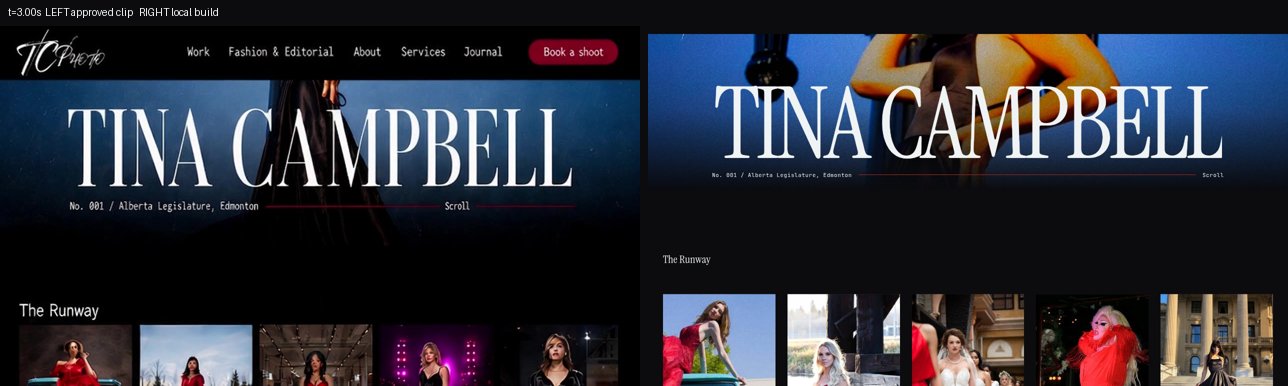 t=3.00s LEFT approved clip RIGHT local build
TCPhoto
Work Fashion & Editorial About Services Journal Book a shoot
TINA CAMPBELL
No. 001 / Alberta Legislature, Edmonton Scroll
The Runway
TINA CAMPBELL
No. 001 / Alberta Legislature, Edmonton Scroll
The Runway